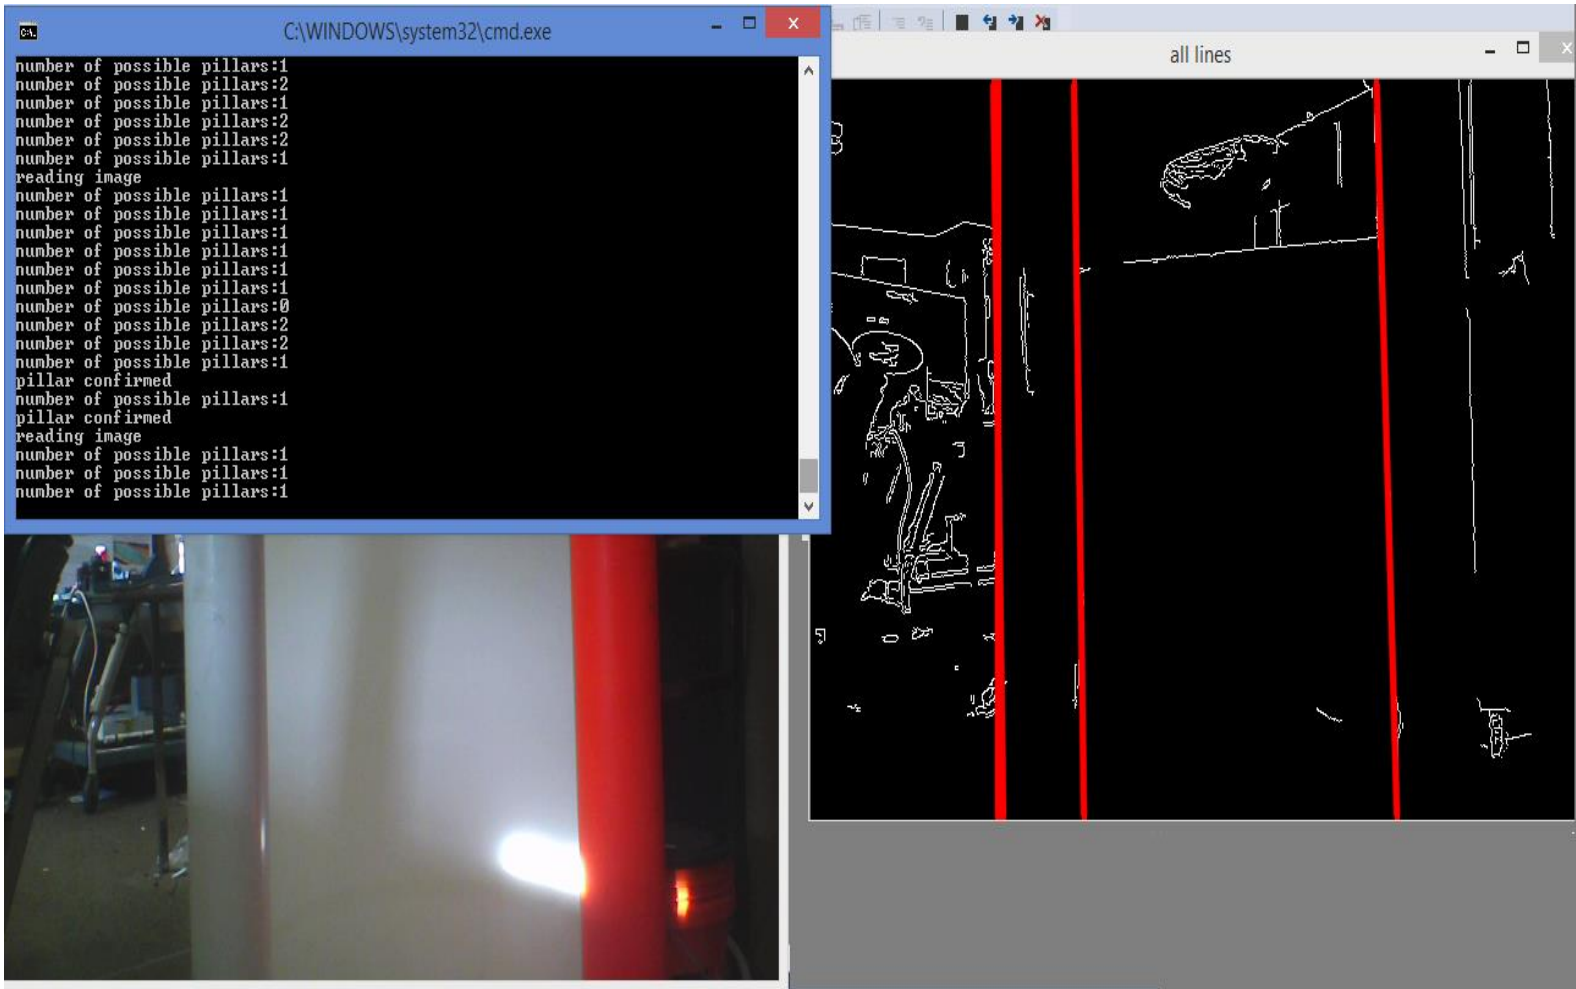 C:\WINDOWS\system32\cmd.exe
number of possible pillars:1
number of possible pillars:2
number of possible pillars:1
number of possible pillars:2
number of possible pillars:2
number of possible pillars:1
reading image
number of possible pillars:1
number of possible pillars:1
number of possible pillars:1
number of possible pillars:1
number of possible pillars:1
number of possible pillars:1
number of possible pillars:0
number of possible pillars:2
number of possible pillars:2
number of possible pillars:1
pillar confirmed
number of possible pillars:1
pillar confirmed
reading image
number of possible pillars:1
number of possible pillars:1
number of possible pillars:1
all lines